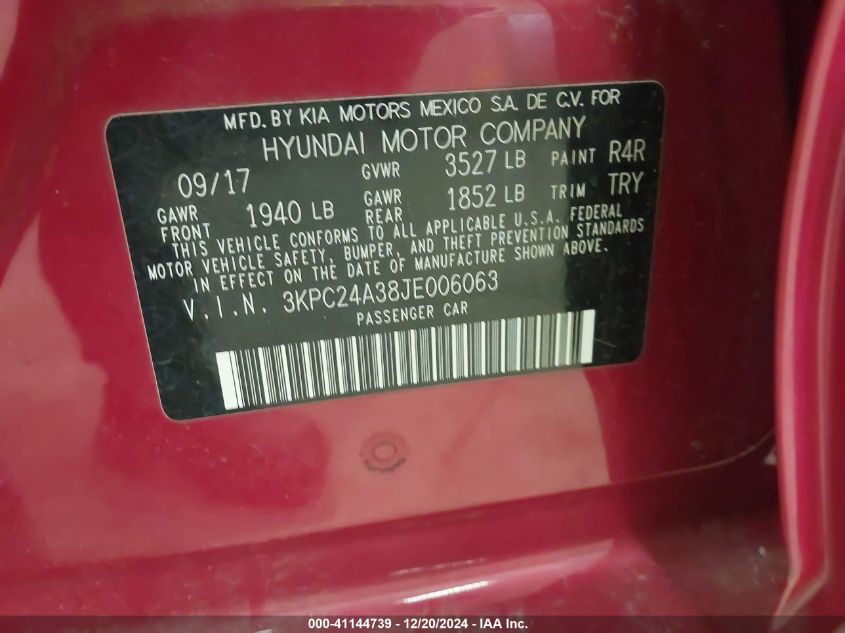 MFD. BY KIA MOTORS MEXICO S.A. DE C.V. FOR
HYUNDAI MOTOR COMPANY
09/17 GVWR 3527 LB PAINT R4R
GAWR FRONT 1940 LB GAWR REAR 1852 LB TRIM TRY
THIS VEHICLE CONFORMS TO ALL APPLICABLE U.S.A. FEDERAL
MOTOR VEHICLE SAFETY, BUMPER, AND THEFT PREVENTION STANDARDS
IN EFFECT ON THE DATE OF MANUFACTURE SHOWN ABOVE.
V.I.N. 3KPC24A38JE006063
PASSENGER CAR
000-41144739 - 12/20/2024 - IAA Inc.